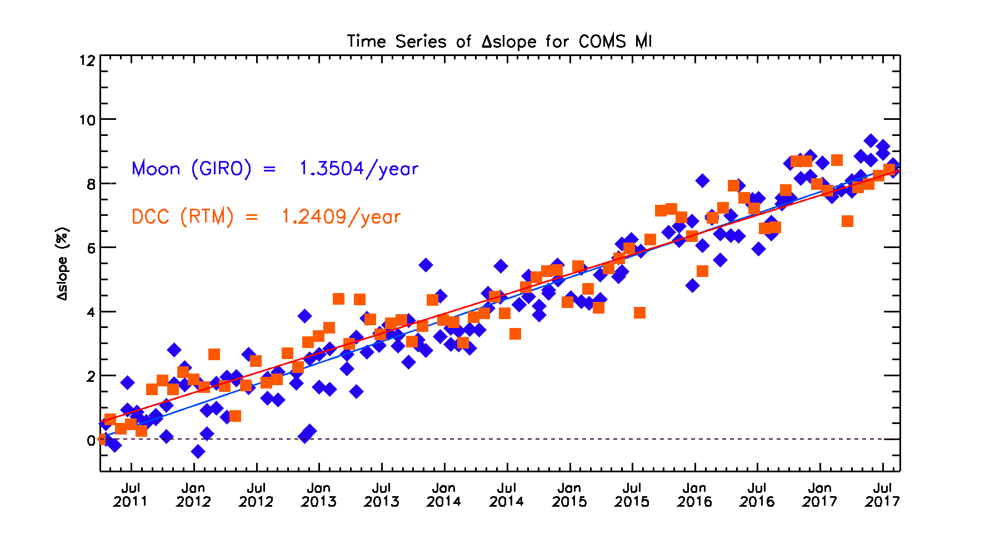 Time Series of Δslope for COMS MI
12
10
8
6
4
2
0
Δslope (%)
Moon (GIRO) = 1.3504/year
DCC (RTM) = 1.2409/year
Jul Jan Jul Jan Jul Jan Jul Jan Jul Jan Jul Jan Jul
2011 2012 2012 2013 2013 2014 2014 2015 2015 2016 2016 2017 2017